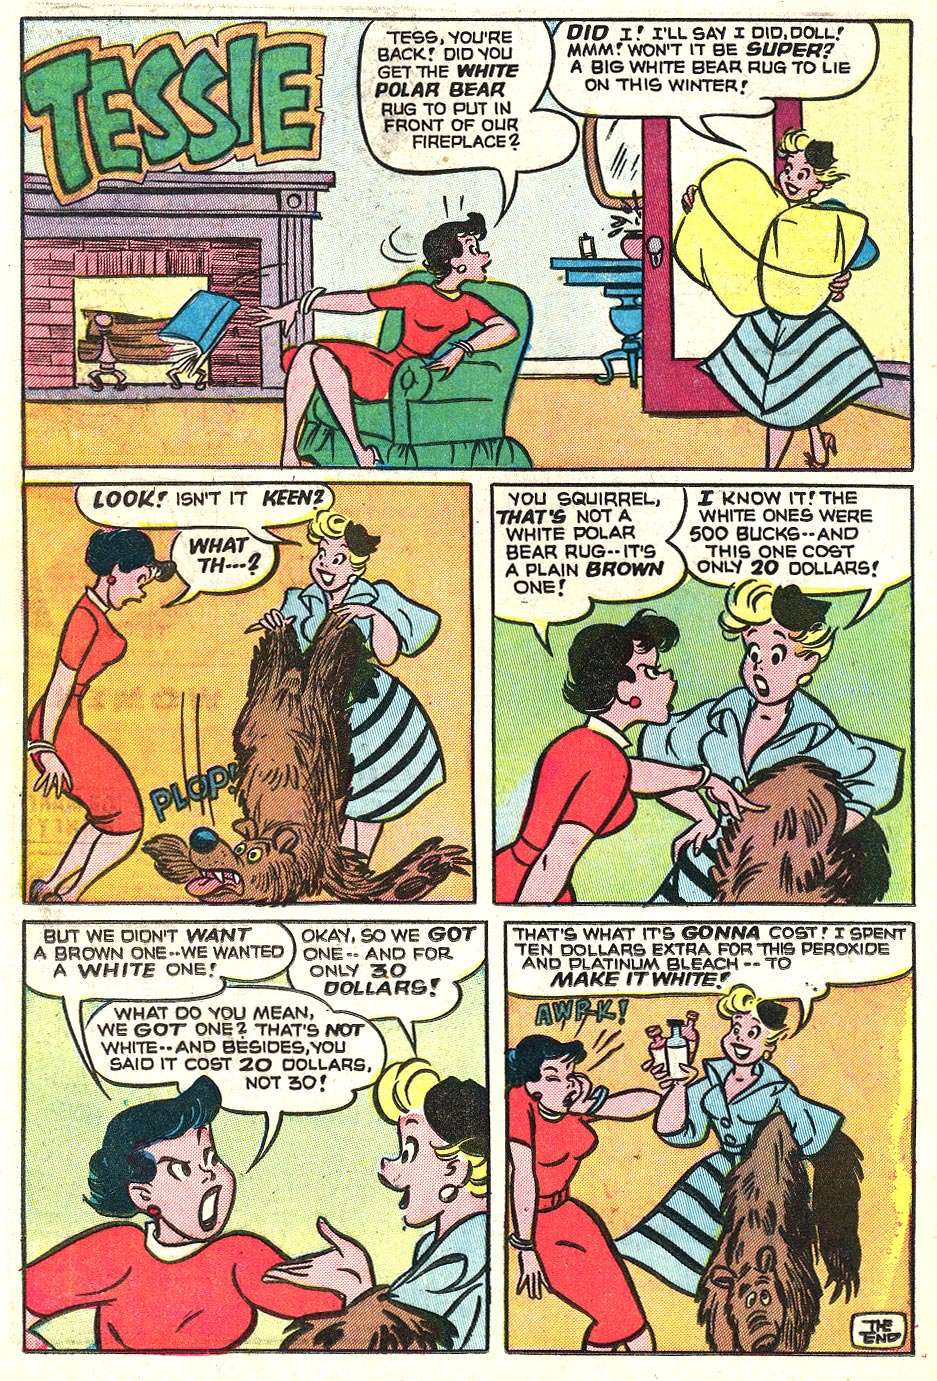 TESSIE
TESS, YOU'RE
BACK! DID YOU
GET THE WHITE
POLAR BEAR
RUG TO PUT IN
FRONT OF OUR
FIREPLACE?
DID I! I'LL SAY I DID, DOLL!
MMM! WON'T IT BE SUPER?
A BIG WHITE BEAR RUG TO LIE
ON THIS WINTER!
LOOK! ISN'T IT KEEN?
WHAT
TH---?
PLOP!
YOU SQUIRREL,
THAT'S NOT A
WHITE POLAR
BEAR RUG--IT'S
A PLAIN BROWN
ONE!
I KNOW IT! THE
WHITE ONES WERE
500 BUCKS--AND
THIS ONE COST
ONLY 20 DOLLARS!
BUT WE DIDN'T WANT
A BROWN ONE--WE WANTED
A WHITE ONE!
OKAY, SO WE GOT
ONE--AND FOR
ONLY 30
DOLLARS!
WHAT DO YOU MEAN,
WE GOT ONE? THAT'S NOT
WHITE--AND BESIDES, YOU
SAID IT COST 20 DOLLARS,
NOT 30!
THAT'S WHAT IT'S GONNA COST! I SPENT
TEN DOLLARS EXTRA FOR THIS PEROXIDE
AND PLATINUM BLEACH--TO
MAKE IT WHITE!
AWRK!
THE
END